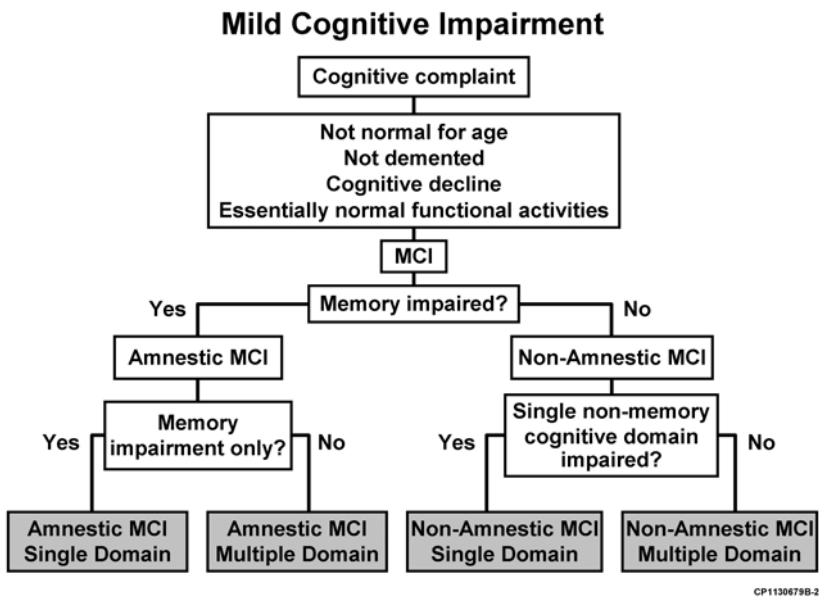 Mild Cognitive Impairment
Cognitive complaint
Not normal for age
Not demented
Cognitive decline
Essentially normal functional activities
MCI
Memory impaired?
Yes
No
Amnestic MCI
Non-Amnestic MCI
Memory
impairment only?
Yes
No
Single non-memory
cognitive domain
impaired?
Yes
No
Amnestic MCI
Single Domain
Amnestic MCI
Multiple Domain
Non-Amnestic MCI
Single Domain
Non-Amnestic MCI
Multiple Domain
CP1130679B-2